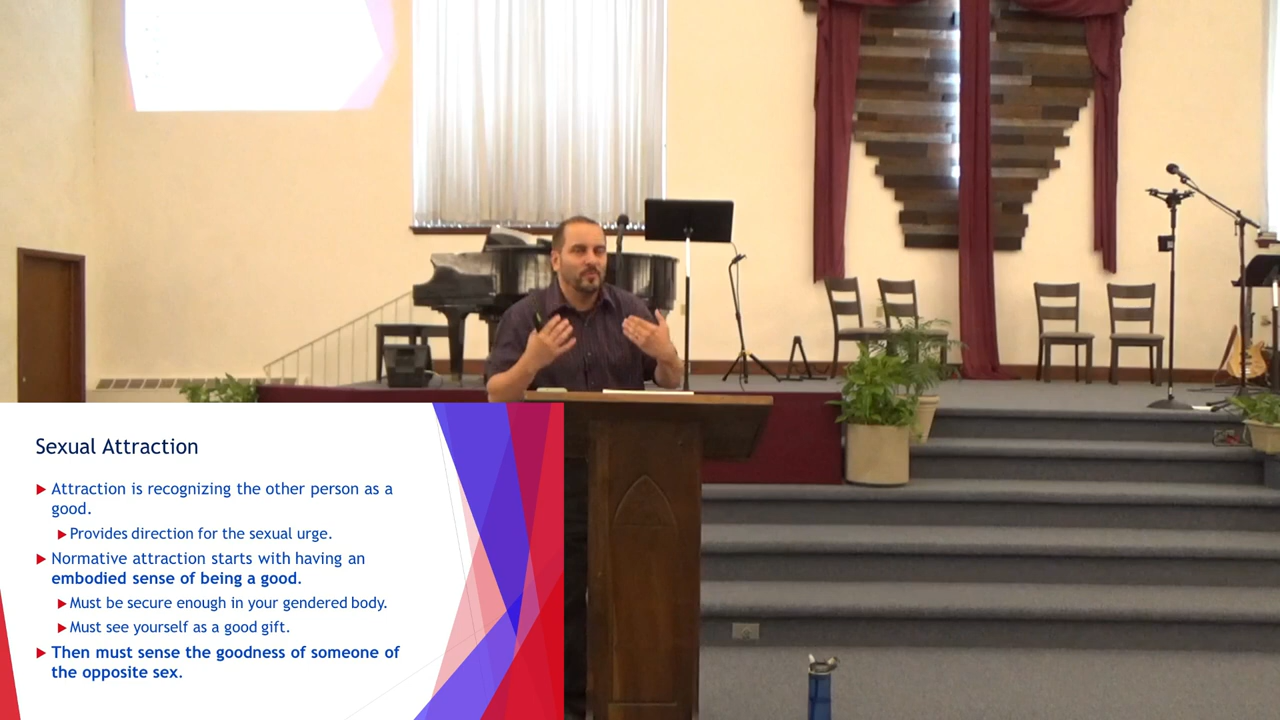 Sexual Attraction
Attraction is recognizing the other person as a
good.
Provides direction for the sexual urge.
Normative attraction starts with having an
embodied sense of being a good.
Must be secure enough in your gendered body.
Must see yourself as a good gift.
Then must sense the goodness of someone of
the opposite sex.